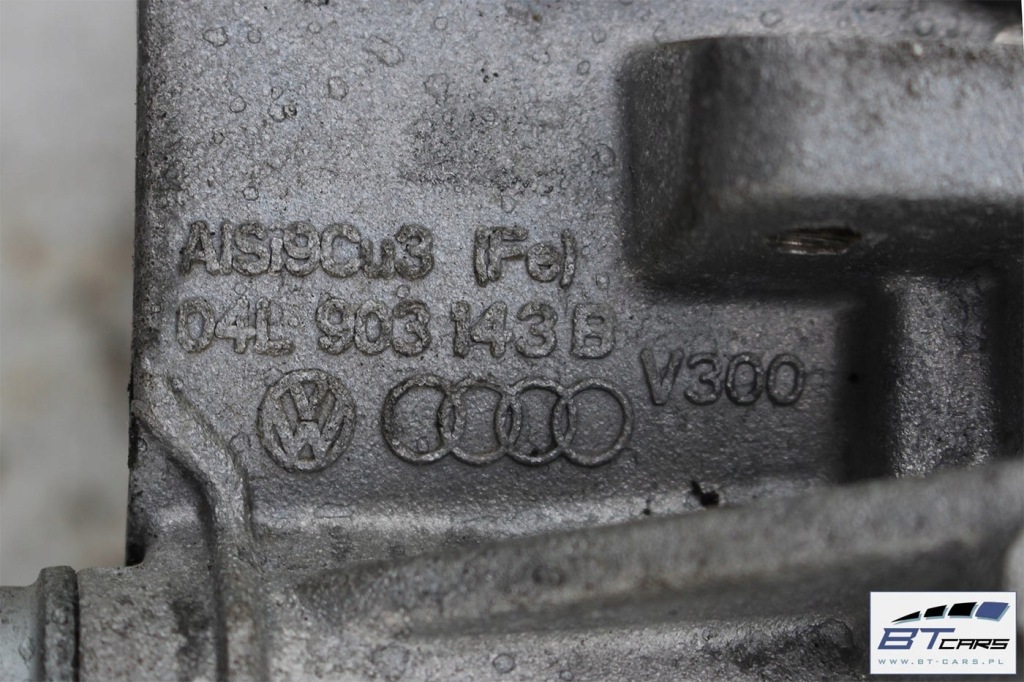 AlSi9Cu3 (Fe)
04L 903 143 B
V300
BT CARS
WWW.BT-CARS.PL